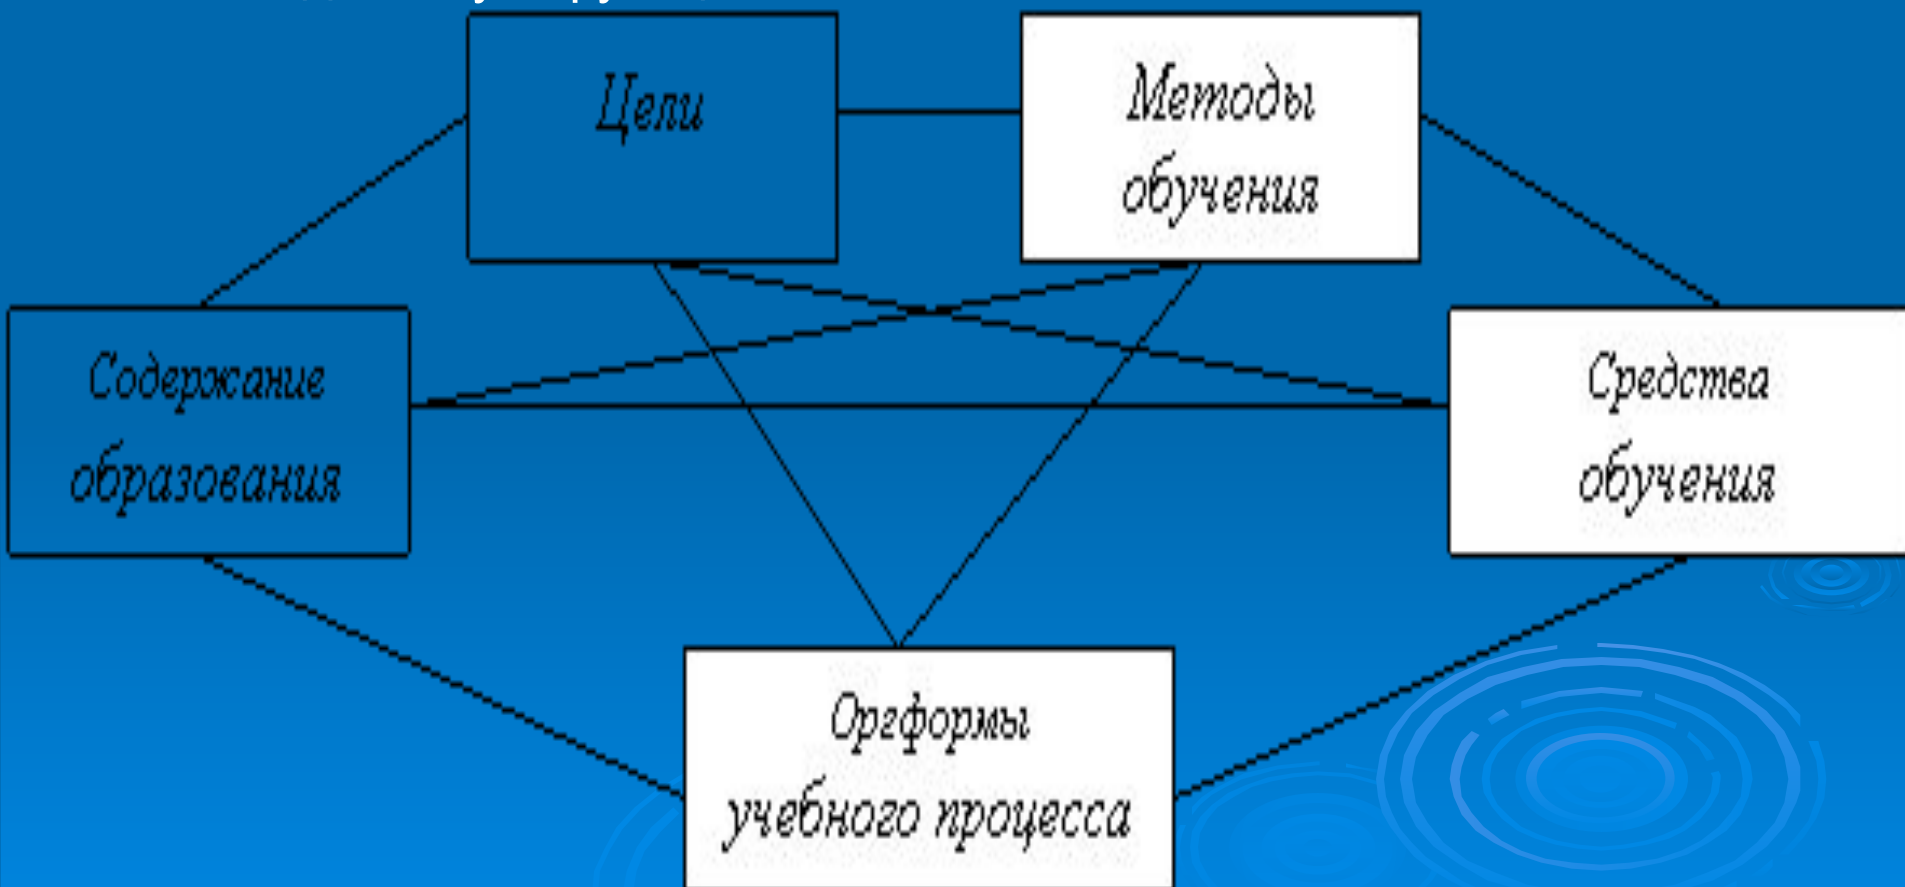 Цели
Методы
обучения
Содержание
образования
Средства
обучения
Оргформы
учебного процесса